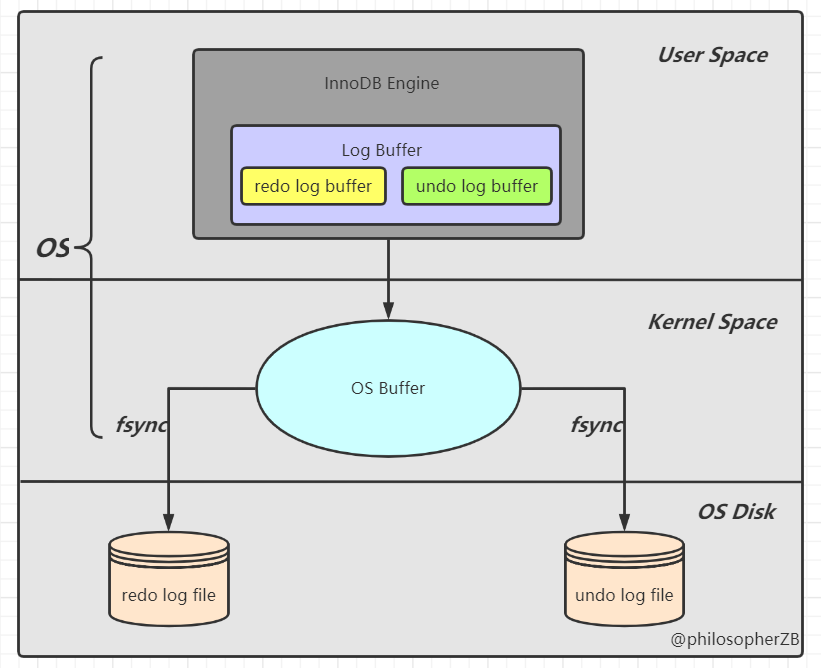 User Space
InnoDB Engine
Log Buffer
redo log buffer
undo log buffer
OS
Kernel Space
OS Buffer
fsync
fsync
OS Disk
redo log file
undo log file
@philosopherZB